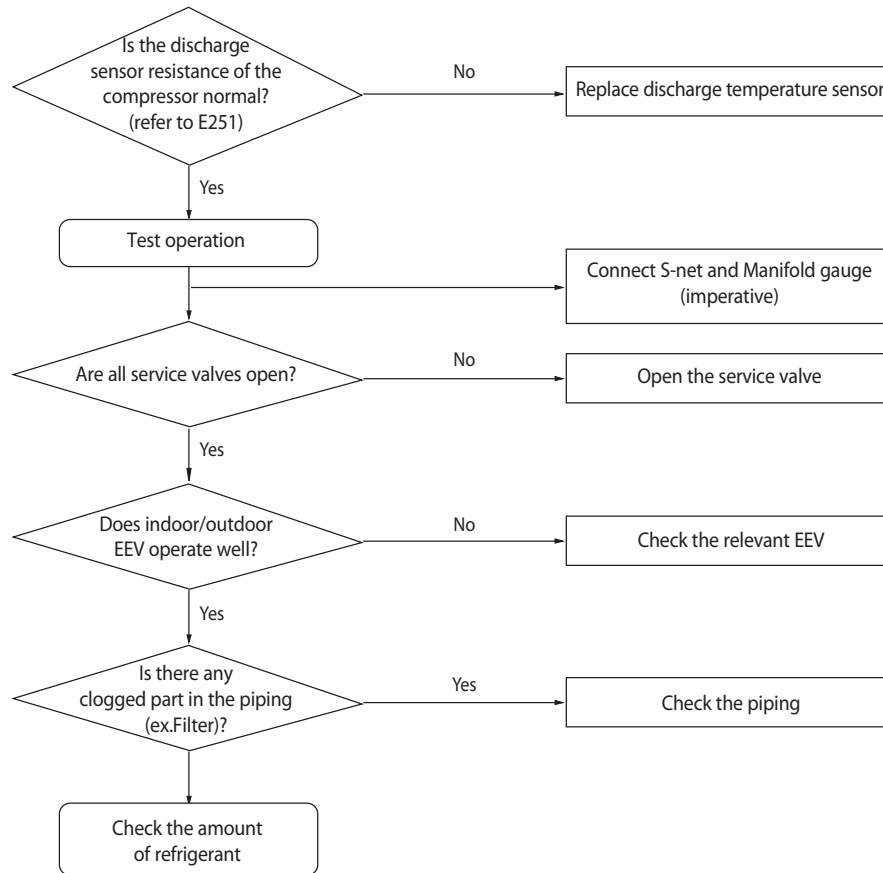 Is the discharge
sensor resistance of the
compressor normal?
(refer to E251)
No
Replace discharge temperature sensor
Yes
Test operation
Connect S-net and Manifold gauge
(imperative)
Are all service valves open?
No
Open the service valve
Yes
Does indoor/outdoor
EEV operate well?
No
Check the relevant EEV
Yes
Is there any
clogged part in the piping
(ex.Filter)?
Yes
Check the piping
Check the amount
of refrigerant